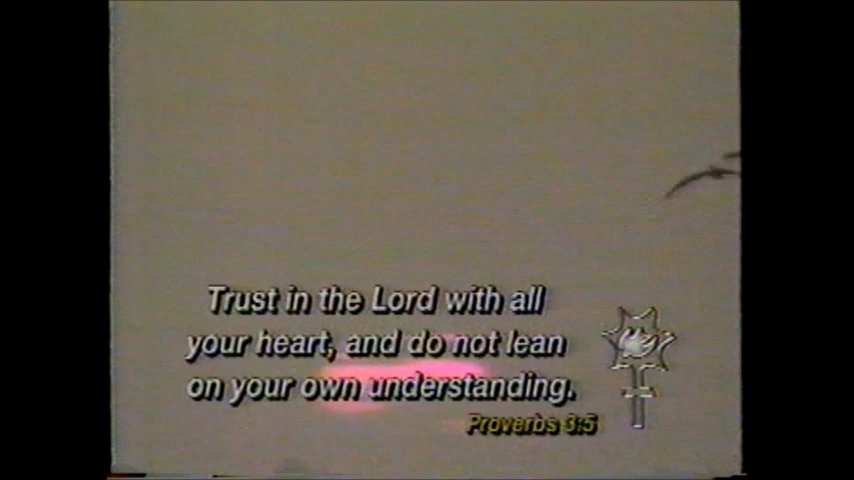 Trust in the Lord with all
your heart, and do not lean
on your own understanding.
Proverbs 3:5